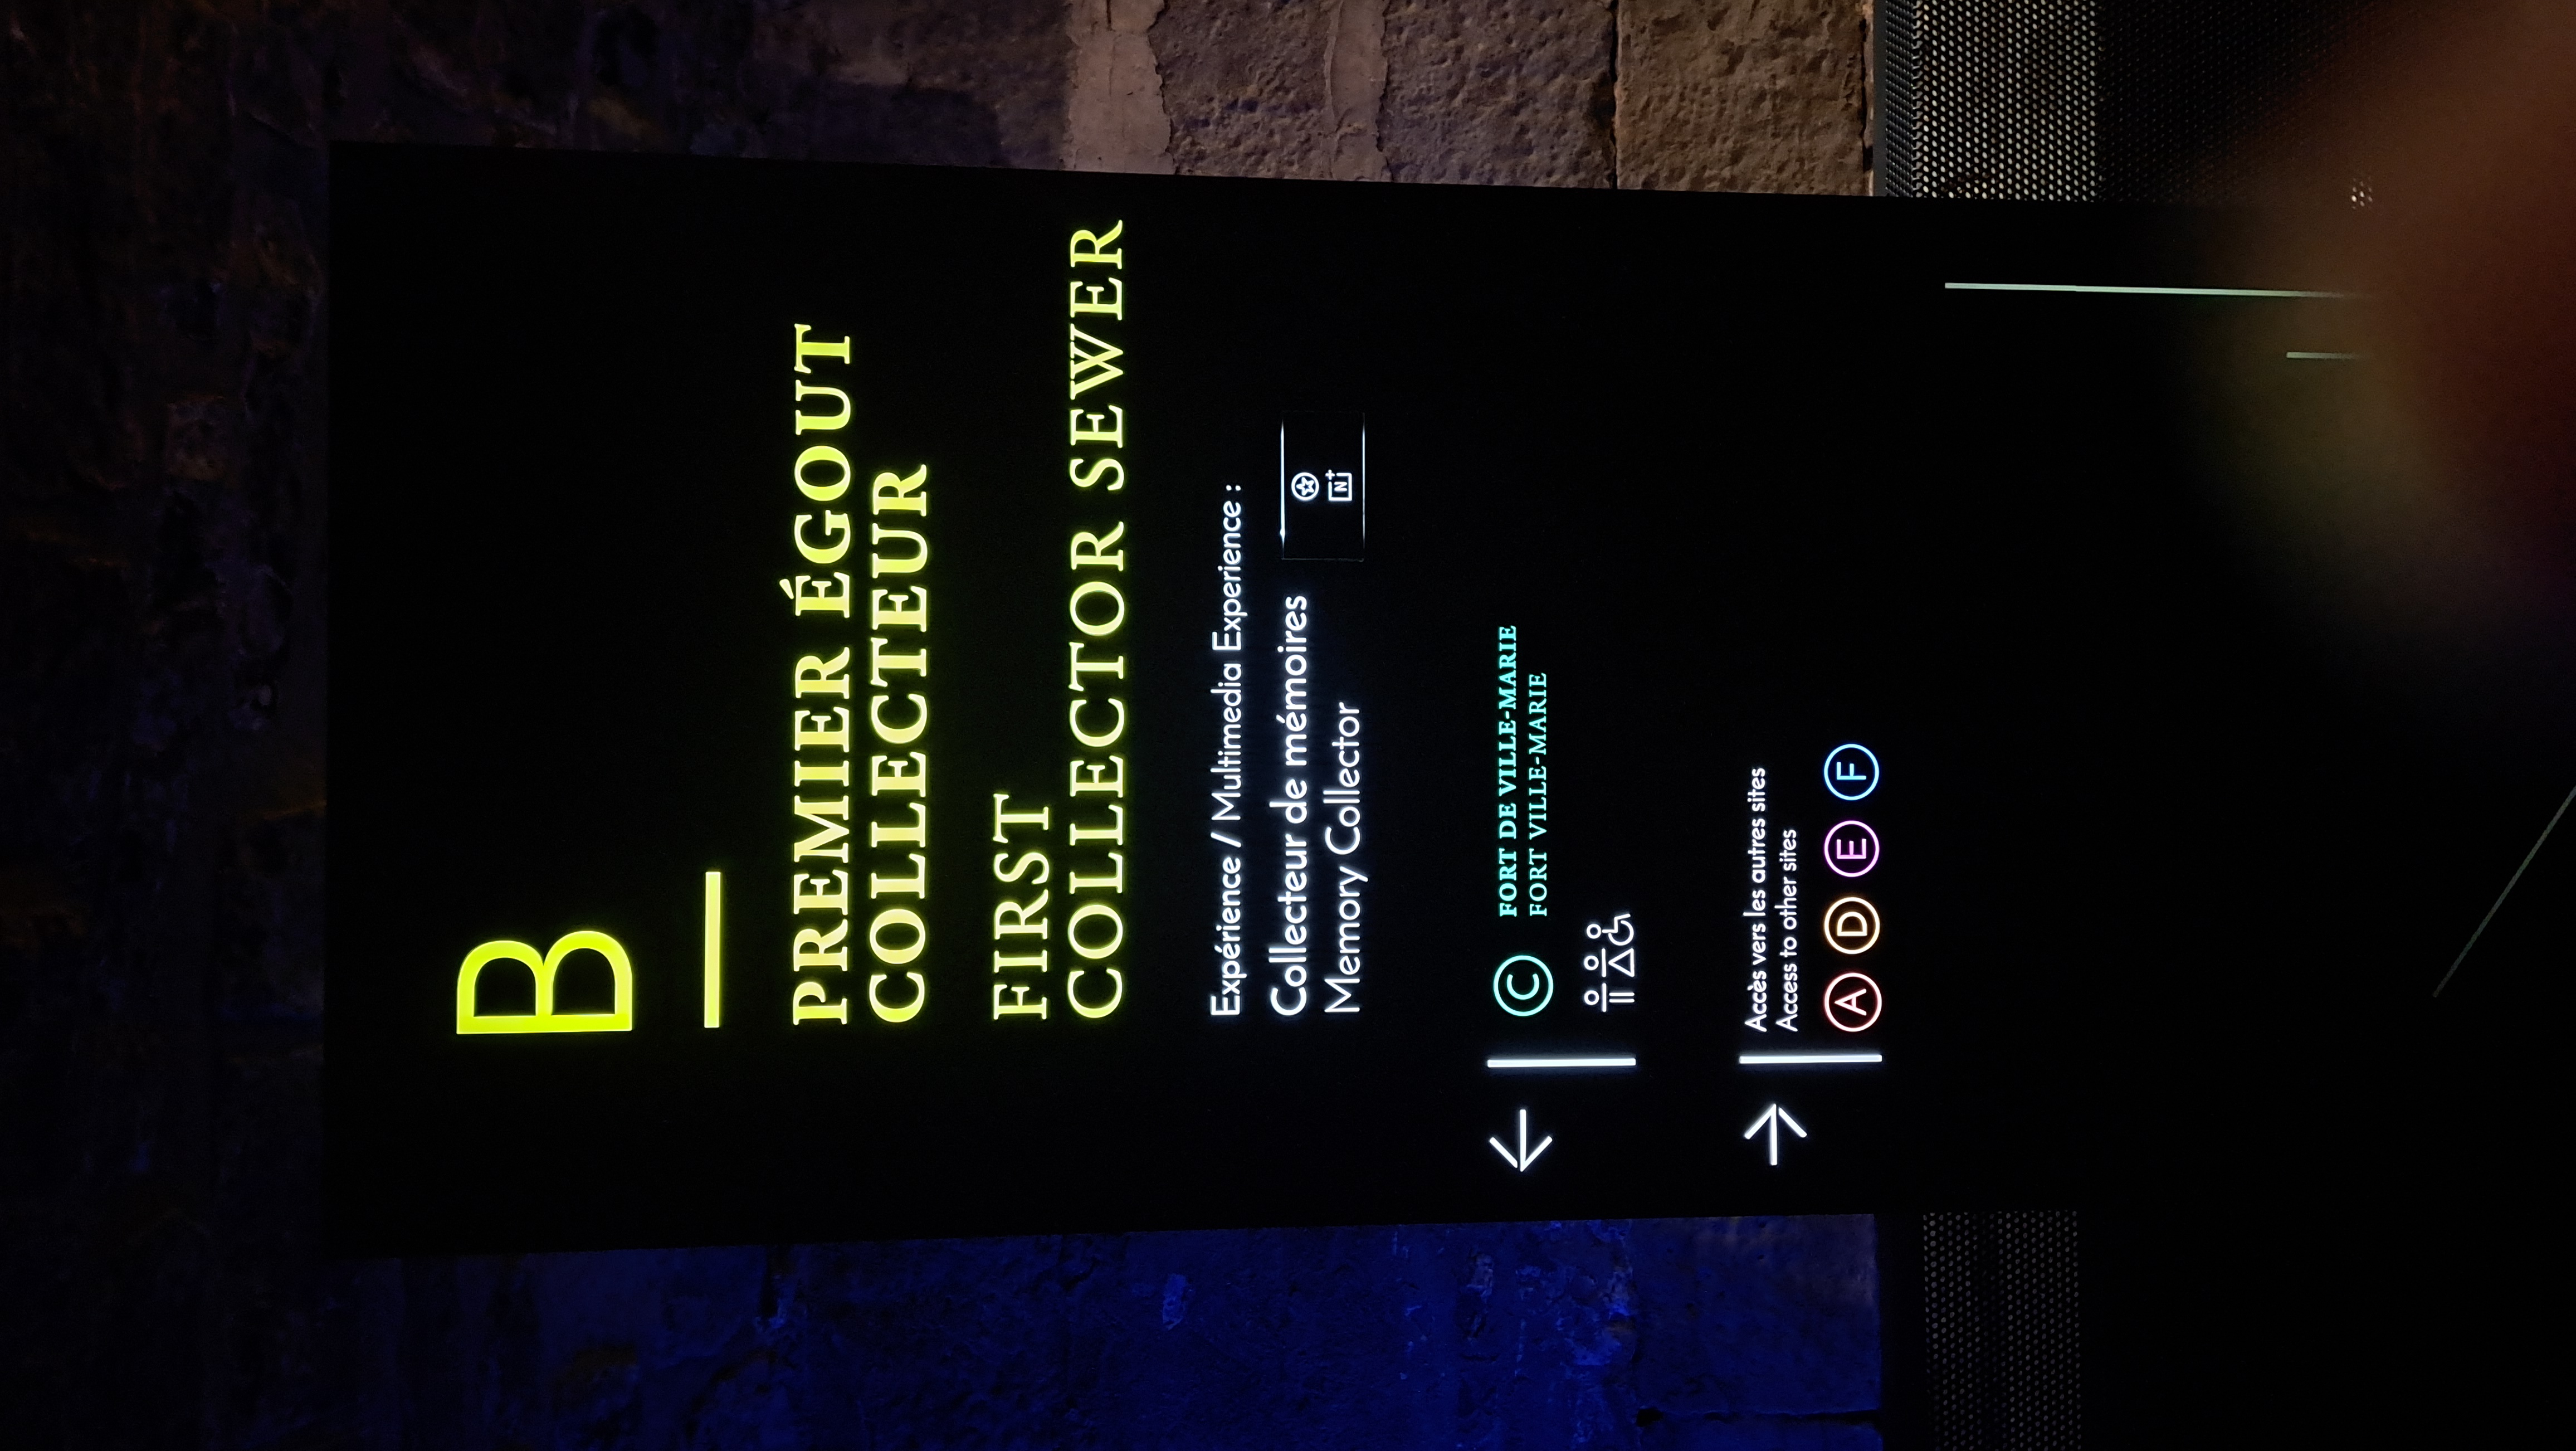 B
PREMIER ÉGOUT
COLLECTEUR
FIRST
COLLECTOR SEWER
Expérience / Multimedia Experience :
Collecteur de mémoires
Memory Collector
N+
C
FORT DE VILLE-MARIE
FORT VILLE-MARIE
Accès vers les autres sites
Access to other sites
A D E F